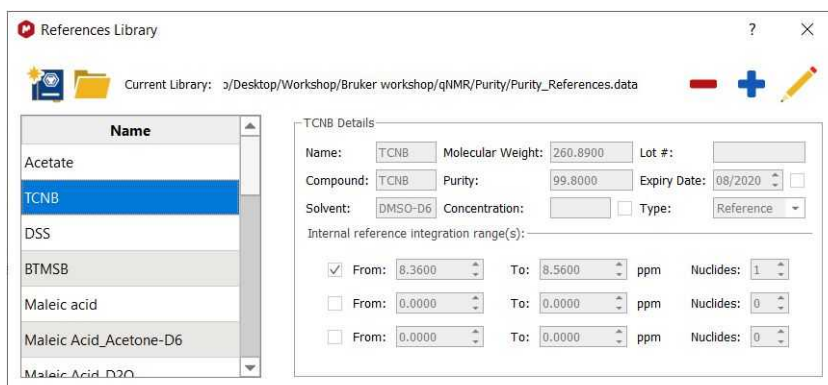 References Library
?
Current Library: ɔ/Desktop/Workshop/Bruker workshop/qNMR/Purity/Purity_References.data
Name
Acetate
TCNB
DSS
BTMSB
Maleic acid
Maleic Acid_Acetone-D6
Maleic Acid_D2O
TCNB Details
Name: TCNB Molecular Weight: 260.8900 Lot #:
Compound: TCNB Purity: 99.8000 Expiry Date: 08/2020
Solvent: DMSO-D6 Concentration: Type: Reference
Internal reference integration range(s):
From: 8.3600 To: 8.5600 ppm Nuclides: 1
From: 0.0000 To: 0.0000 ppm Nuclides: 0
From: 0.0000 To: 0.0000 ppm Nuclides: 0